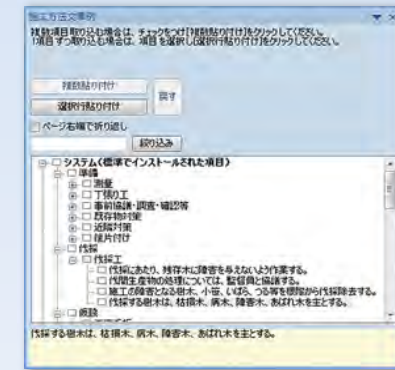 施工方法文事例
複数項目取り込む場合は、チェックをつけ[複数貼り付け]をクリックしてください。
1項目ずつ取り込む場合は、項目を選択し[選択行貼り付け]をクリックしてください。
複数貼り付け
選択行貼り付け
戻す
ページ右端で折り返し
絞り込み
システム(標準でインストールされた項目)
準備
測量
丁張り工
事前協議・調査・確認等
既存物対策
近隣対策
後片付け
伐採
伐採工
伐採にあたり、残存木に障害を与えないよう作業する。
伐開生産物の処理については、監督員と協議する。
施工の障害となる樹木、小笹、いばら、つる等を根際から伐採除去する。
伐採する樹木は、枯損木、病木、障害木、あばれ木を主とする。
仮設
伐採する樹木は、枯損木、病木、障害木、あばれ木を主とする。